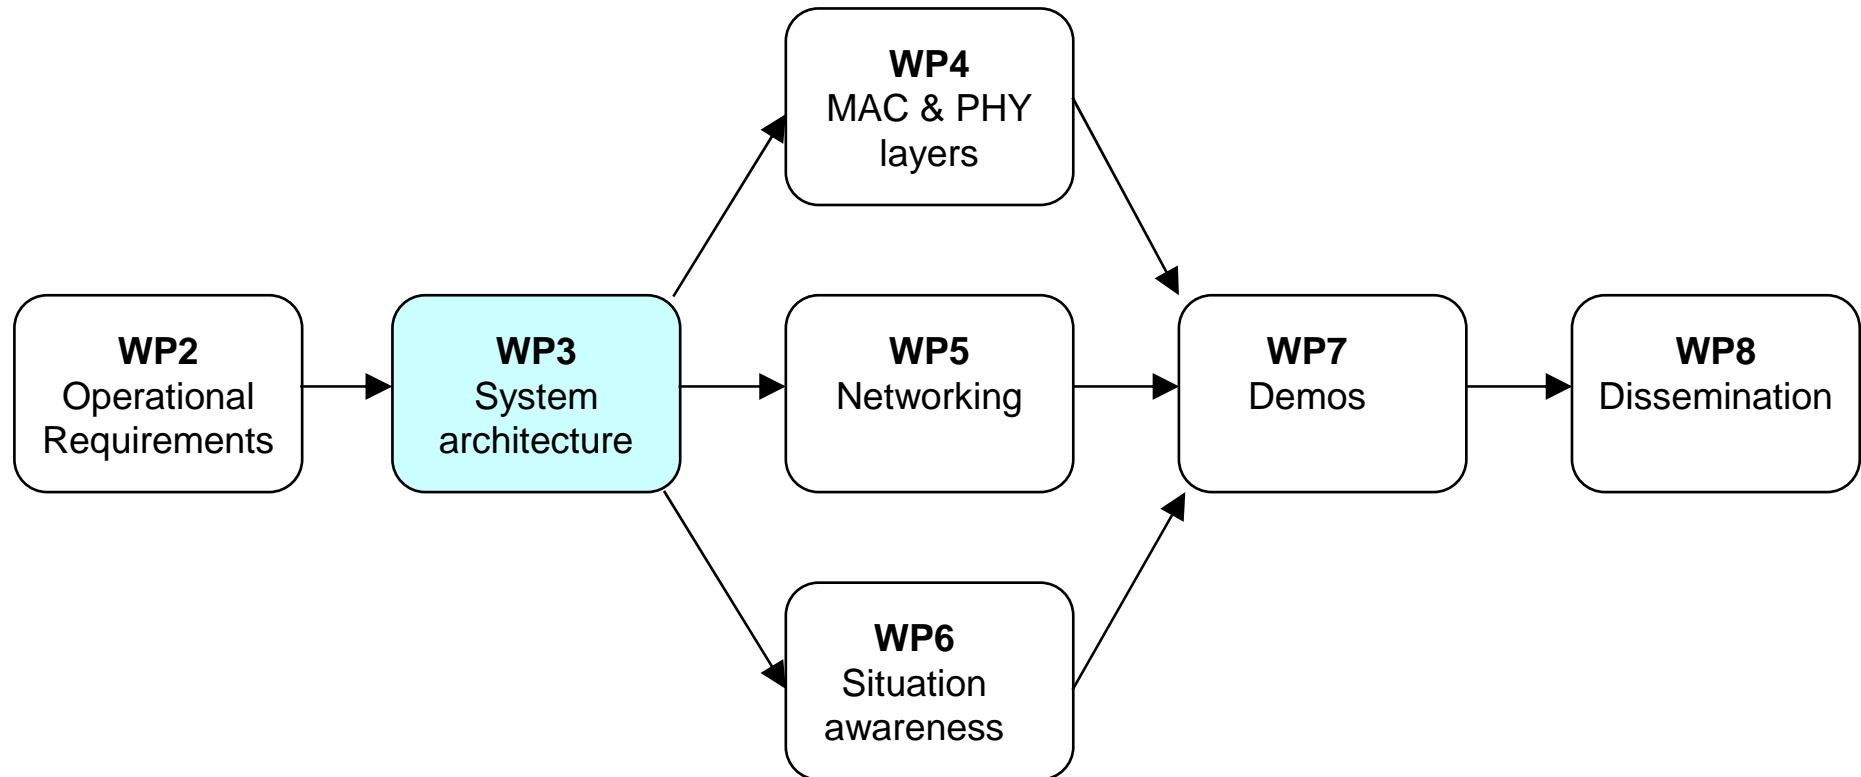 WP4
MAC & PHY
layers
WP2
Operational
Requirements
WP3
System
architecture
WP5
Networking
WP7
Demos
WP8
Dissemination
WP6
Situation
awareness